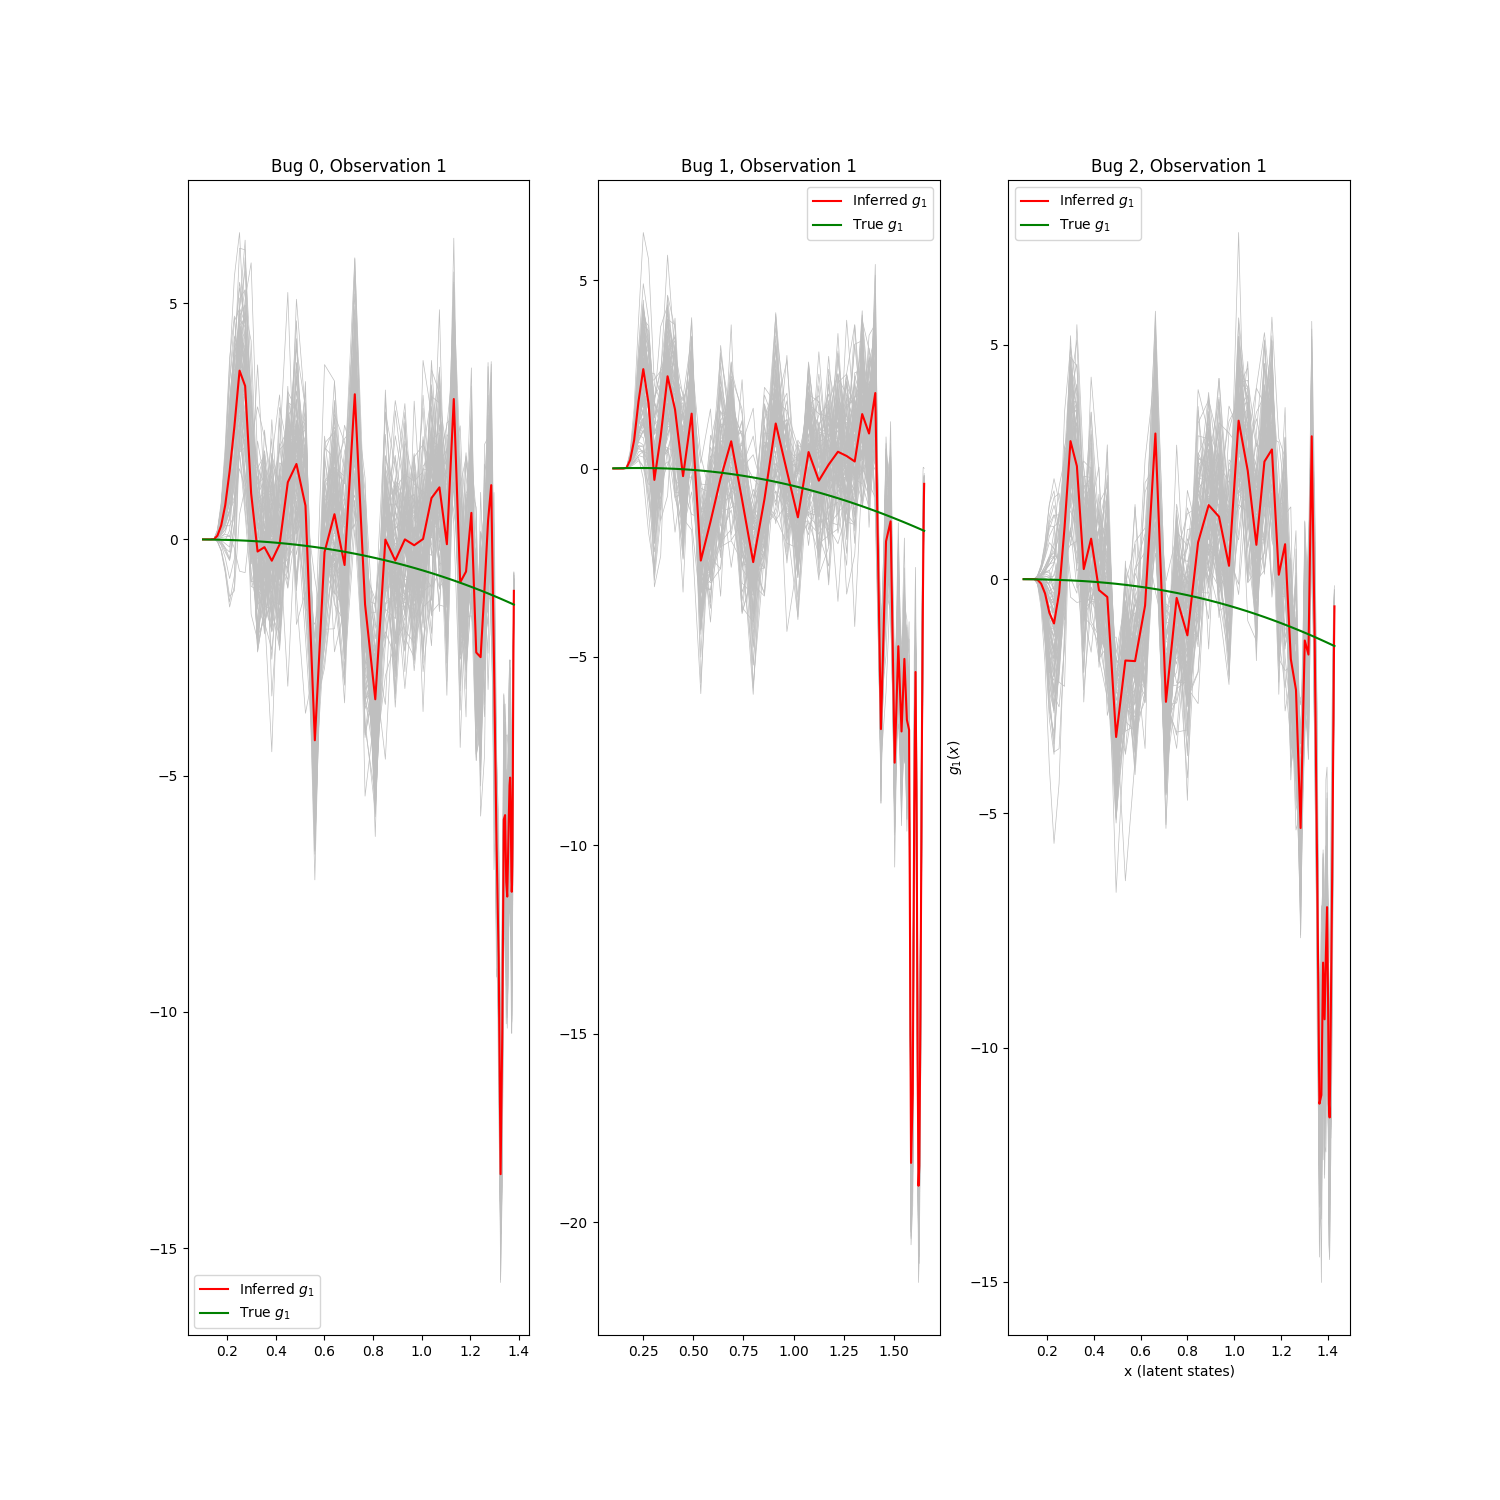 Bug 0, Observation 1
5
0
−5
−10
−15
Inferred g₁
True g₁
0.2 0.4 0.6 0.8 1.0 1.2 1.4
Bug 1, Observation 1
Inferred g₁
True g₁
5
0
−5
−10
−15
−20
0.25 0.50 0.75 1.00 1.25 1.50
Bug 2, Observation 1
Inferred g₁
True g₁
g₁(x)
5
0
−5
−10
−15
0.2 0.4 0.6 0.8 1.0 1.2 1.4
x (latent states)